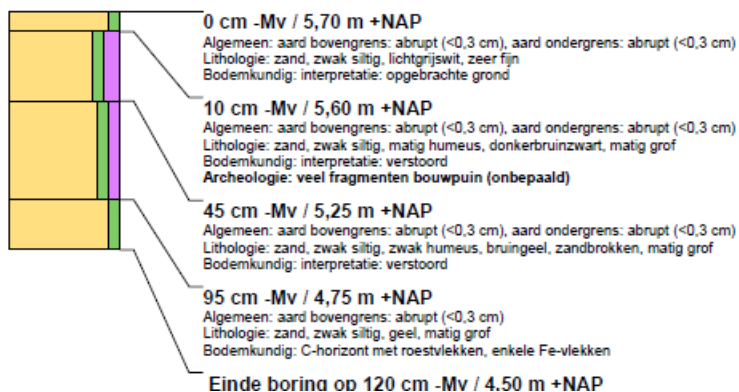 0 cm -Mv / 5,70 m +NAP
Algemeen: aard bovengrens: abrupt (<0,3 cm), aard ondergrens: abrupt (<0,3 cm)
Lithologie: zand, zwak siltig, lichtgrijswit, zeer fijn
Bodemkundig: interpretatie: opgebrachte grond
10 cm -Mv / 5,60 m +NAP
Algemeen: aard bovengrens: abrupt (<0,3 cm), aard ondergrens: abrupt (<0,3 cm)
Lithologie: zand, zwak siltig, matig humeus, donkerbruinzwart, matig grof
Bodemkundig: interpretatie: verstoord
Archeologie: veel fragmenten bouwpuin (onbepaald)
45 cm -Mv / 5,25 m +NAP
Algemeen: aard bovengrens: abrupt (<0,3 cm), aard ondergrens: abrupt (<0,3 cm)
Lithologie: zand, zwak siltig, zwak humeus, bruingeel, zandbrokken, matig grof
Bodemkundig: interpretatie: verstoord
95 cm -Mv / 4,75 m +NAP
Algemeen: aard bovengrens: abrupt (<0,3 cm)
Lithologie: zand, zwak siltig, geel, matig grof
Bodemkundig: C-horizont met roestvlekken, enkele Fe-vlekken
Einde boring op 120 cm -Mv / 4,50 m +NAP